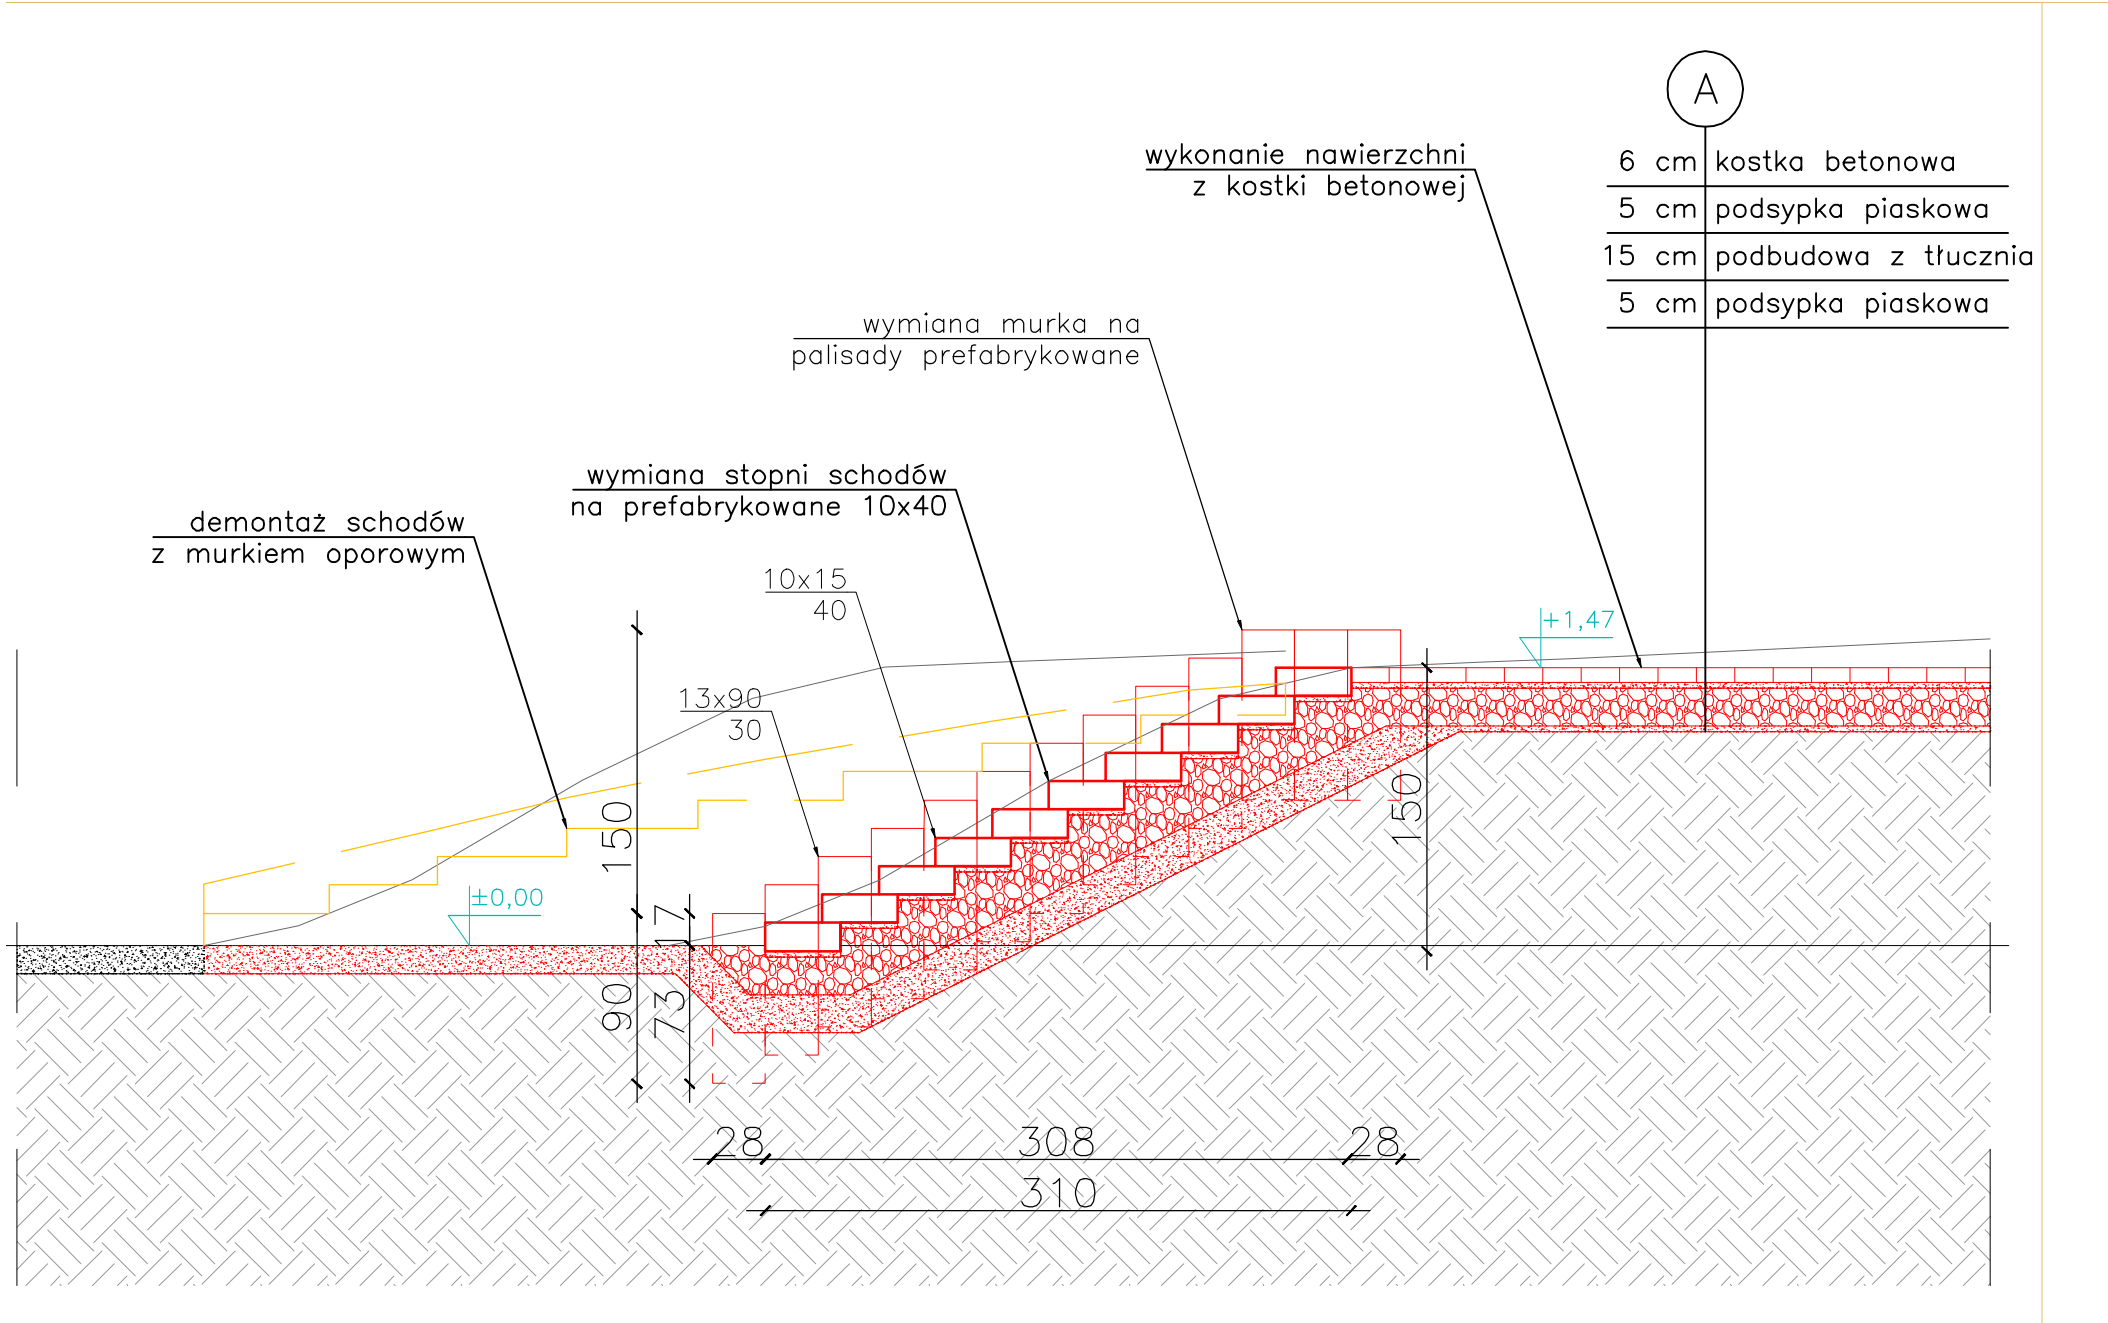 A
6 cm kostka betonowa
5 cm podsypka piaskowa
15 cm podbudowa z tłucznia
5 cm podsypka piaskowa
wykonanie nawierzchni
z kostki betonowej
wymiana murka na
palisady prefabrykowane
wymiana stopni schodów
na prefabrykowane 10x40
demontaż schodów
z murkiem oporowym
10x15
40
13x90
30
+1,47
±0,00
150
17
90
73
150
28
308
28
310